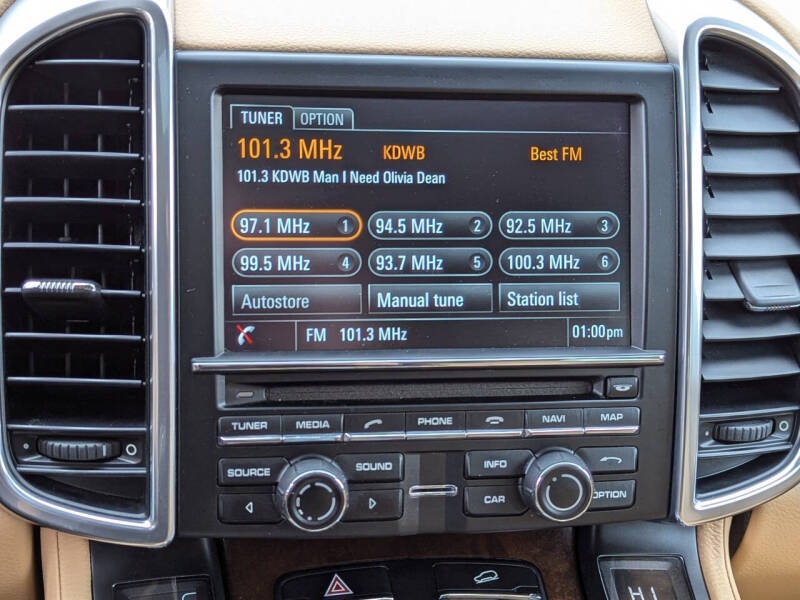 TUNER OPTION
101.3 MHz KDWB Best FM
101.3 KDWB Man I Need Olivia Dean
97.1 MHz 1 94.5 MHz 2 92.5 MHz 3
99.5 MHz 4 93.7 MHz 5 100.3 MHz 6
Autostore Manual tune Station list
FM 101.3 MHz 01:00pm
TUNER MEDIA PHONE NAVI MAP
SOURCE SOUND INFO
CAR OPTION
HI